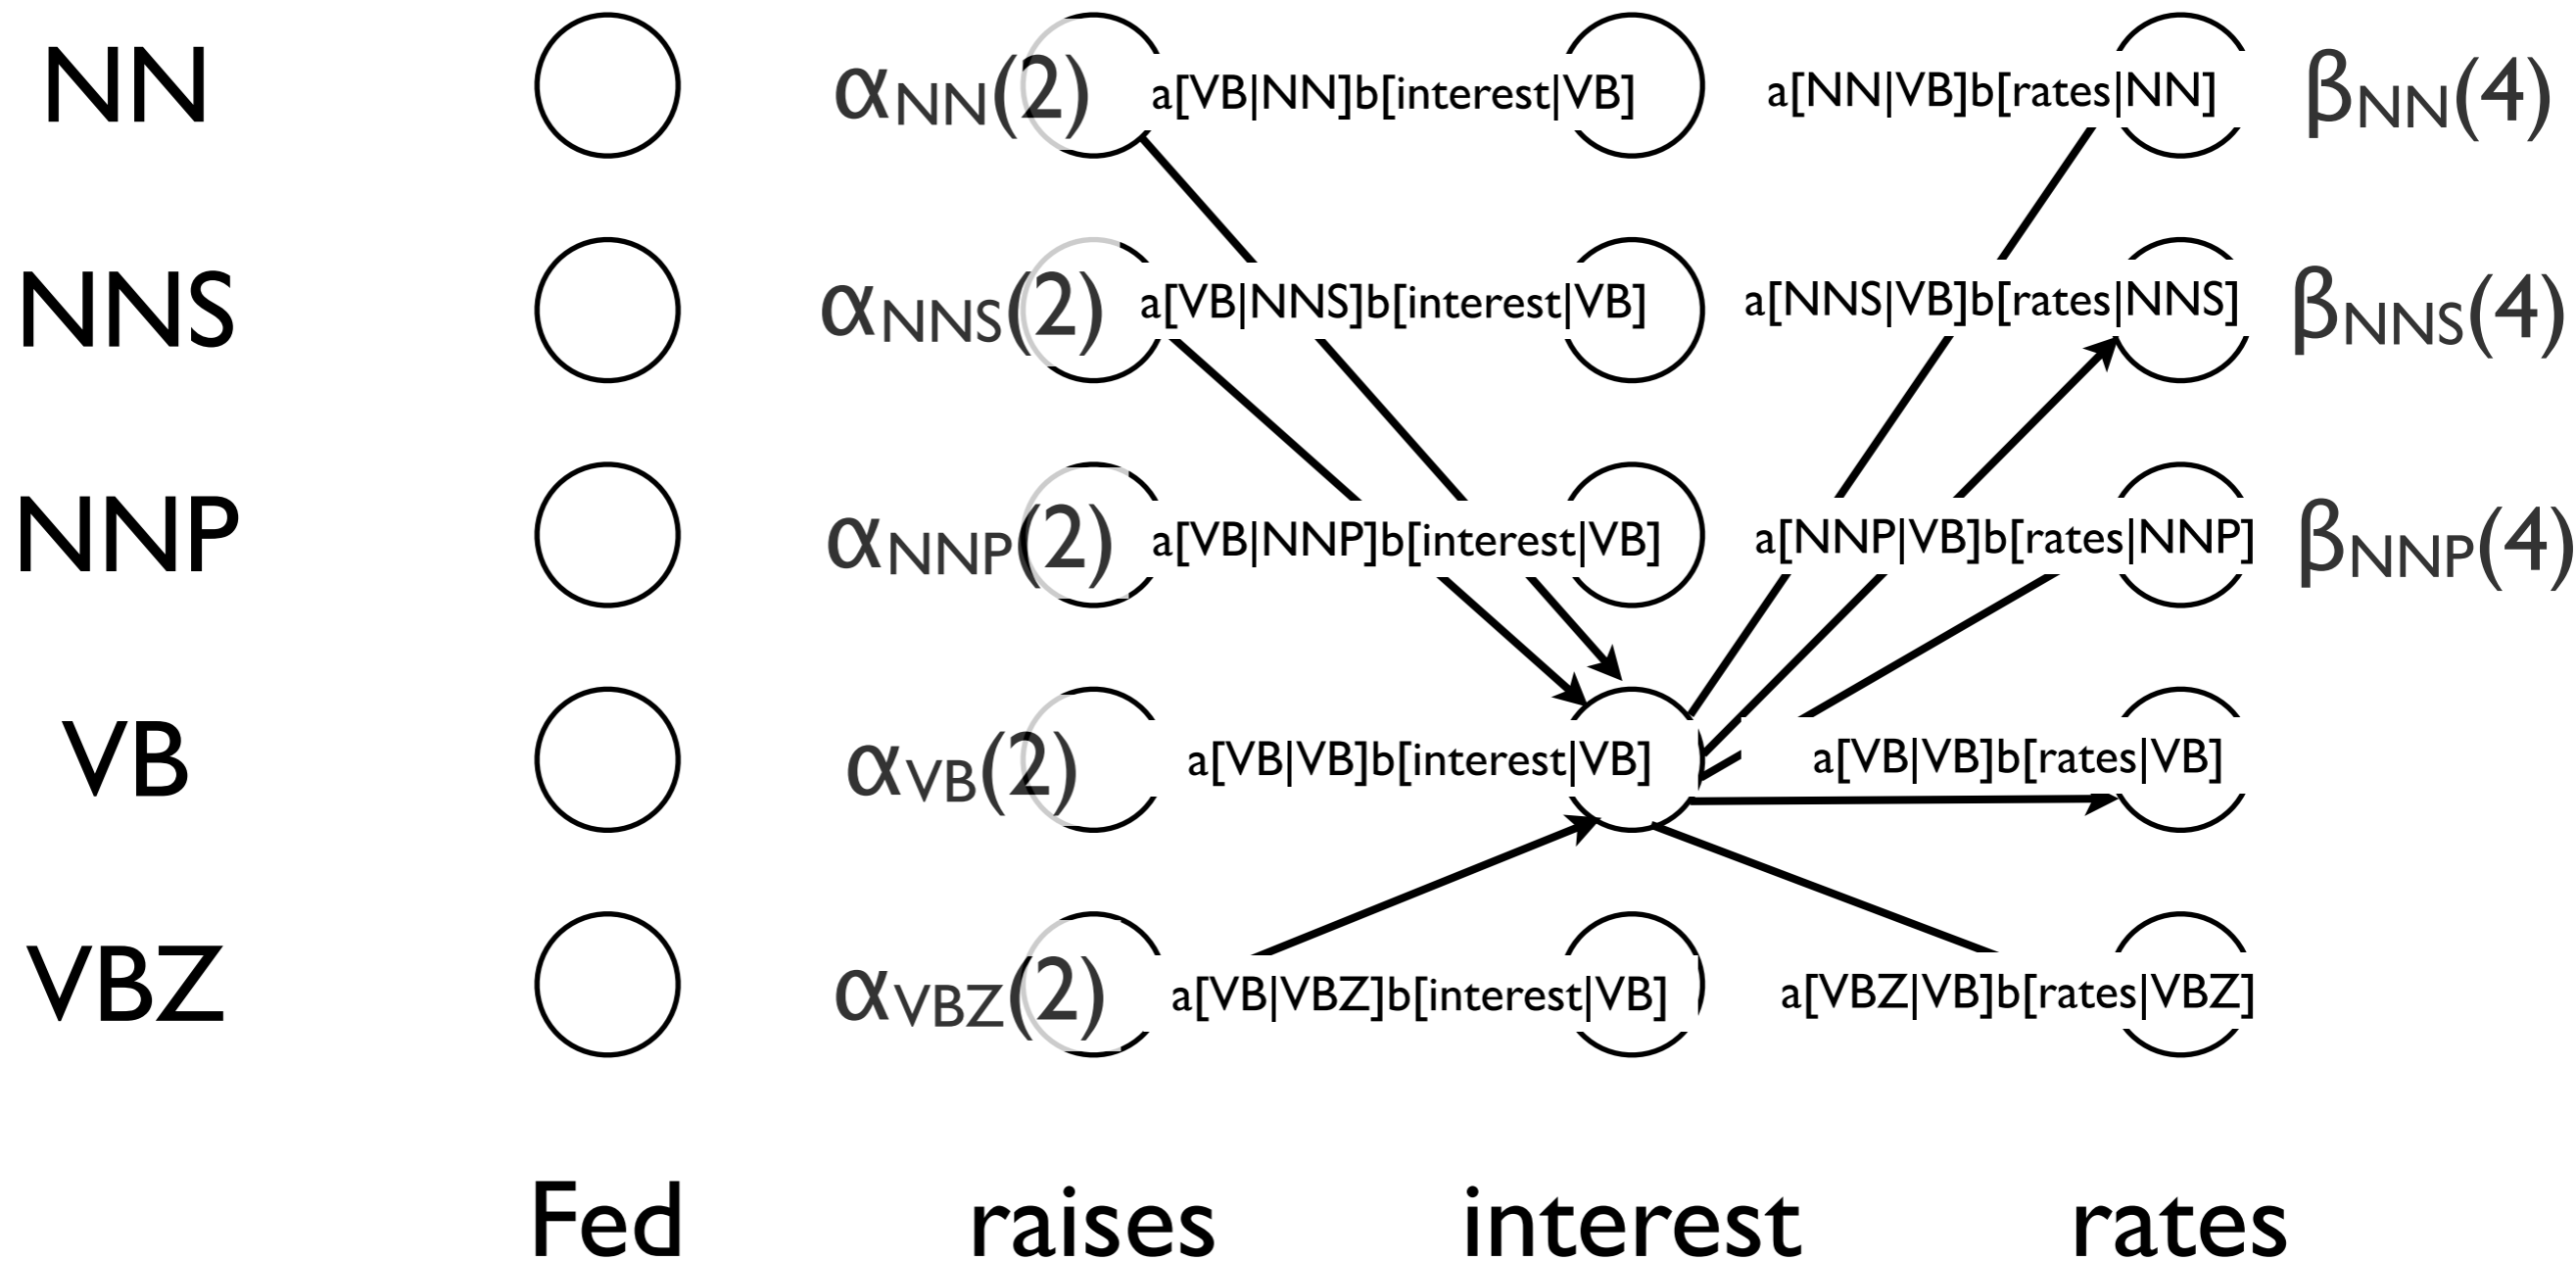 NN α_NN(2) a[VB|NN]b[interest|VB] a[NN|VB]b[rates|NN] β_NN(4)
NNS α_NNS(2) a[VB|NNS]b[interest|VB] a[NNS|VB]b[rates|NNS] β_NNS(4)
NNP α_NNP(2) a[VB|NNP]b[interest|VB] a[NNP|VB]b[rates|NNP] β_NNP(4)
VB α_VB(2) a[VB|VB]b[interest|VB] a[VB|VB]b[rates|VB]
VBZ α_VBZ(2) a[VB|VBZ]b[interest|VB] a[VBZ|VB]b[rates|VBZ]
Fed raises interest rates